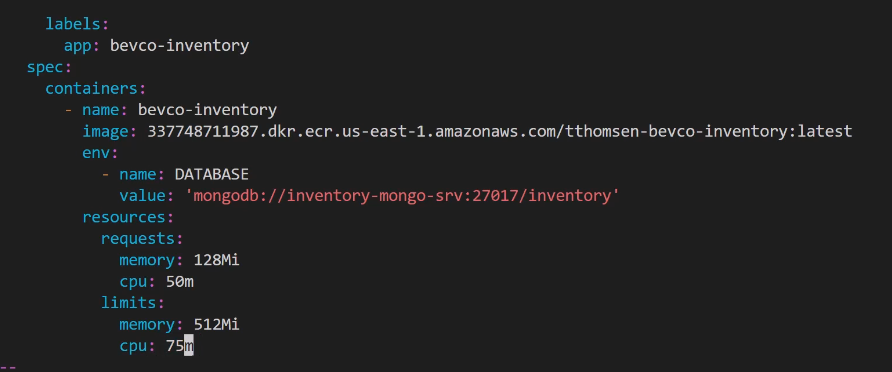 labels:
app: bevco-inventory
spec:
containers:
- name: bevco-inventory
image: 337748711987.dkr.ecr.us-east-1.amazonaws.com/tthomsen-bevco-inventory:latest
env:
- name: DATABASE
value: 'mongodb://inventory-mongo-srv:27017/inventory'
resources:
requests:
memory: 128Mi
cpu: 50m
limits:
memory: 512Mi
cpu: 75m
--